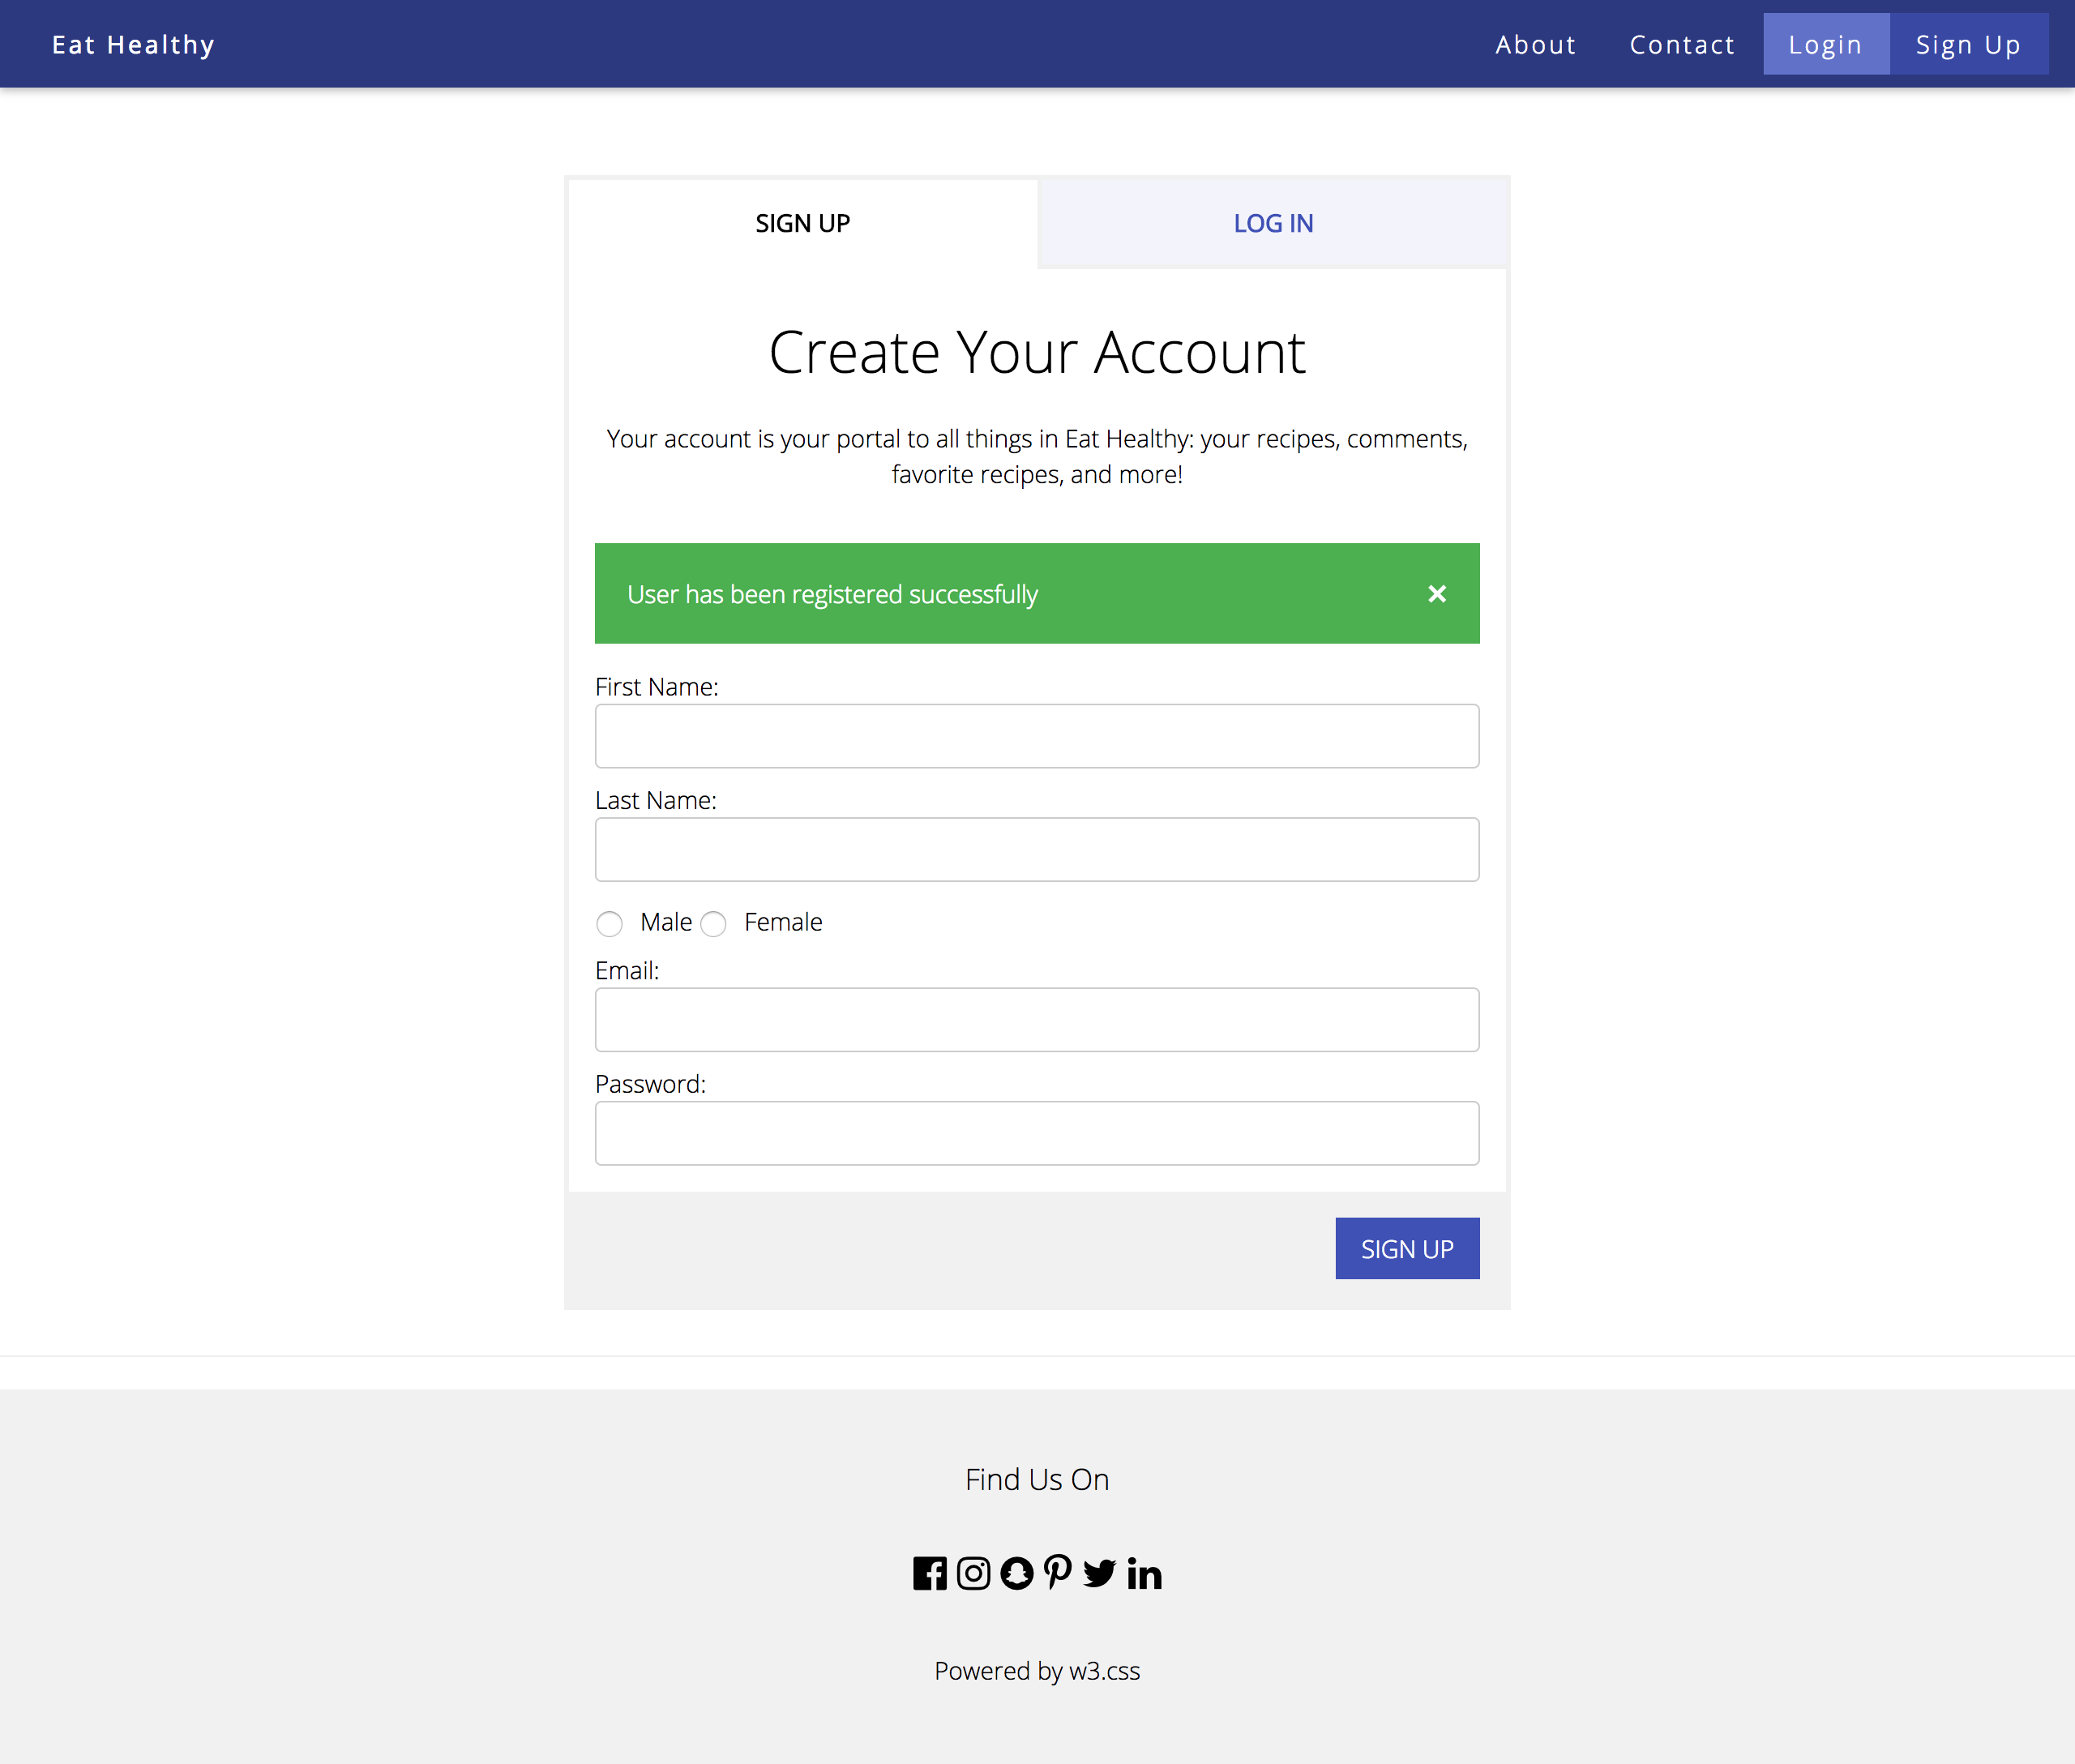 Eat Healthy
About Contact Login Sign Up
SIGN UP LOG IN
Create Your Account
Your account is your portal to all things in Eat Healthy: your recipes, comments,
favorite recipes, and more!
User has been registered successfully ×
First Name:
Last Name:
Male Female
Email:
Password:
SIGN UP
Find Us On
Powered by w3.css